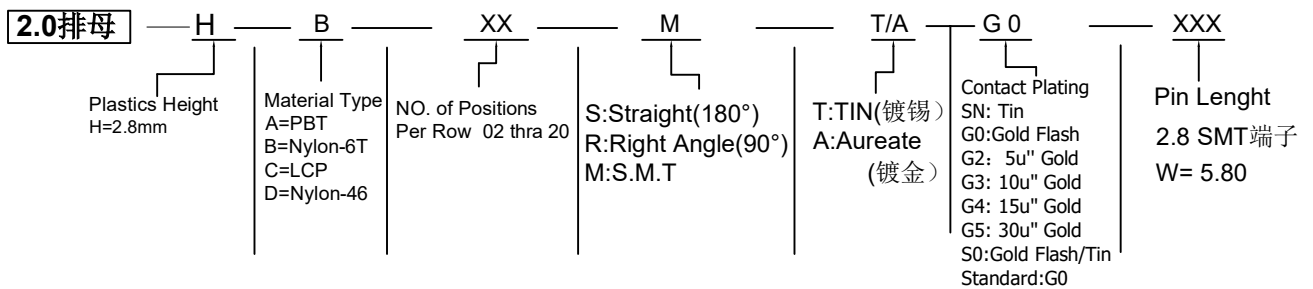 2.0排母 H B XX M T/A G 0 XXX
Plastics Height
H=2.8mm
Material Type
A=PBT
B=Nylon-6T
C=LCP
D=Nylon-46
NO. of Positions
Per Row 02 thra 20
S:Straight(180°)
R:Right Angle(90°)
M:S.M.T
T:TIN(镀锡）
A:Aureate
(镀金）
Contact Plating
SN: Tin
G0:Gold Flash
G2： 5u" Gold
G3: 10u" Gold
G4: 15u" Gold
G5: 30u" Gold
S0:Gold Flash/Tin
Standard:G0
Pin Lenght
2.8 SMT端子
W= 5.80